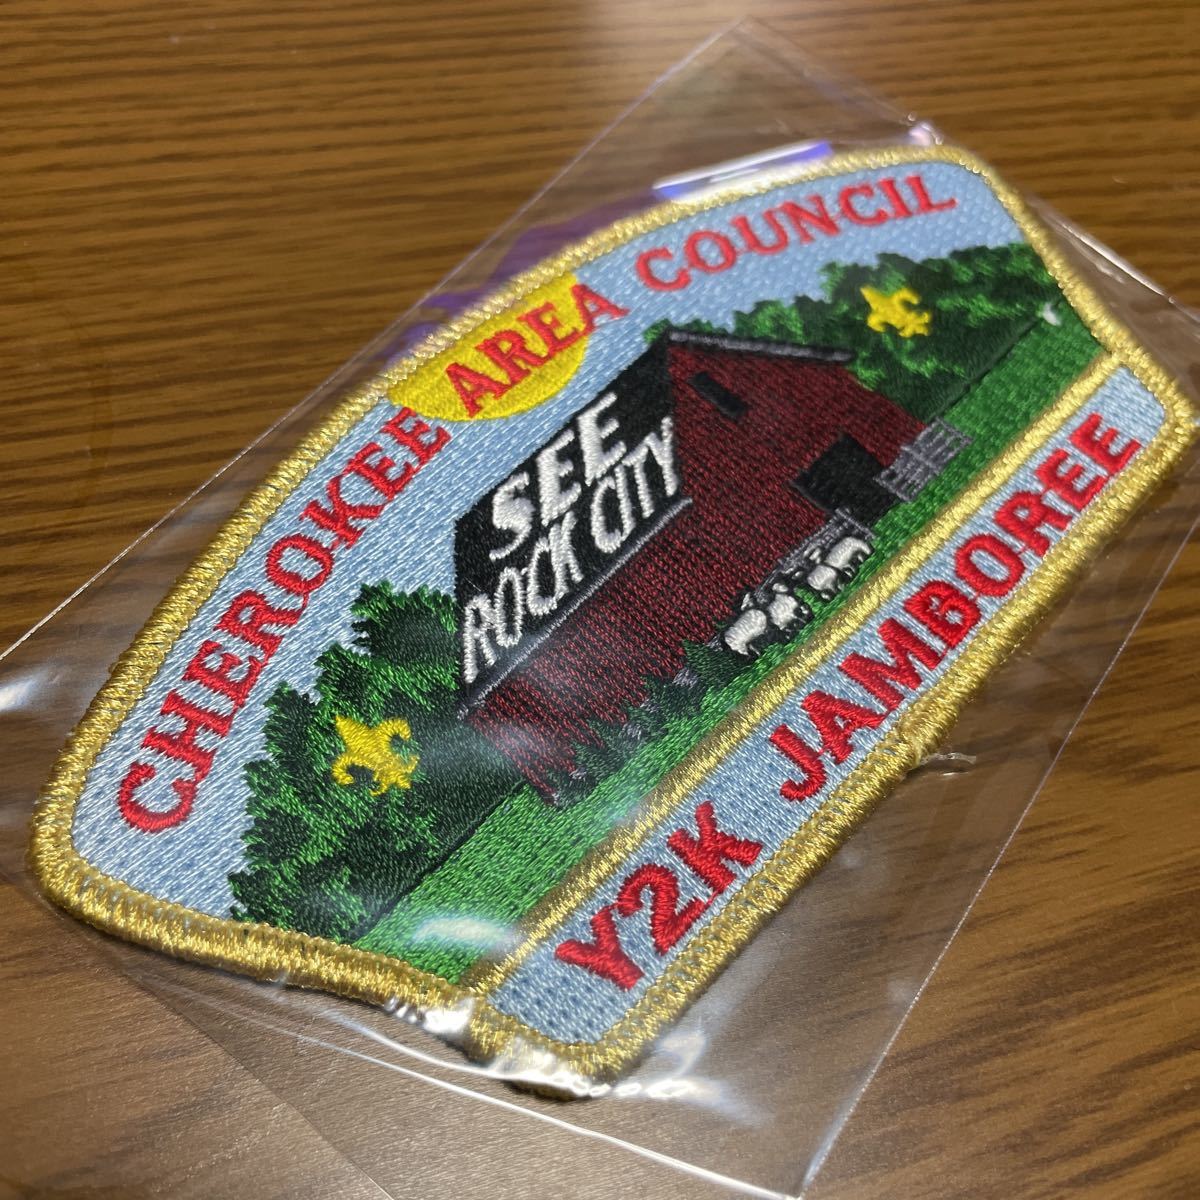 CHEROKEE AREA COUNCIL
SEE
ROCK CITY
Y2K JAMBOREE